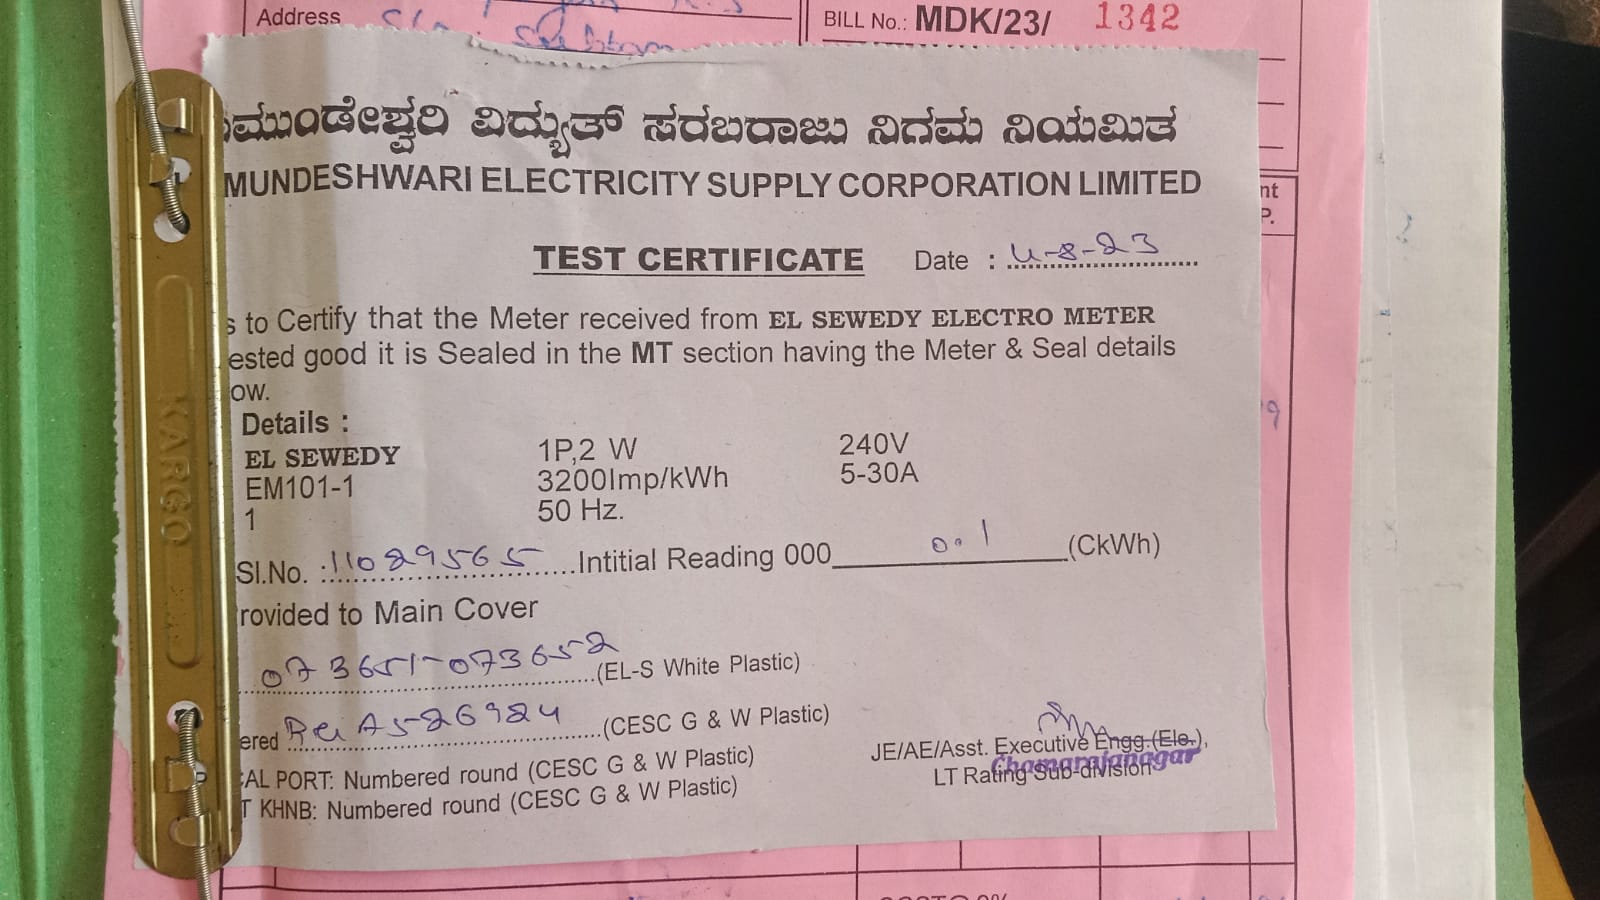 Address
BILL No.: MDK/23/ 1342
ಮುಂಡೇಶ್ವರಿ ವಿದ್ಯುತ್ ಸರಬರಾಜು ನಿಗಮ ನಿಯಮಿತ
MUNDESHWARI ELECTRICITY SUPPLY CORPORATION LIMITED
TEST CERTIFICATE Date : 4-8-23
s to Certify that the Meter received from EL SEWEDY ELECTRO METER
ested good it is Sealed in the MT section having the Meter & Seal details
ow.
Details :
EL SEWEDY 1P,2 W 240V
EM101-1 3200Imp/kWh 5-30A
1 50 Hz.
Sl.No. :11029565 Intitial Reading 000 0.1 (CkWh)
rovided to Main Cover
073651-073652 (EL-S White Plastic)
ered A526924 (CESC G & W Plastic)
AL PORT: Numbered round (CESC G & W Plastic)
T KHNB: Numbered round (CESC G & W Plastic)
JE/AE/Asst. Executive Engg.(Ele.),
LT Rating Sub-division
Chamarajanagar
KARGO
nt
P.